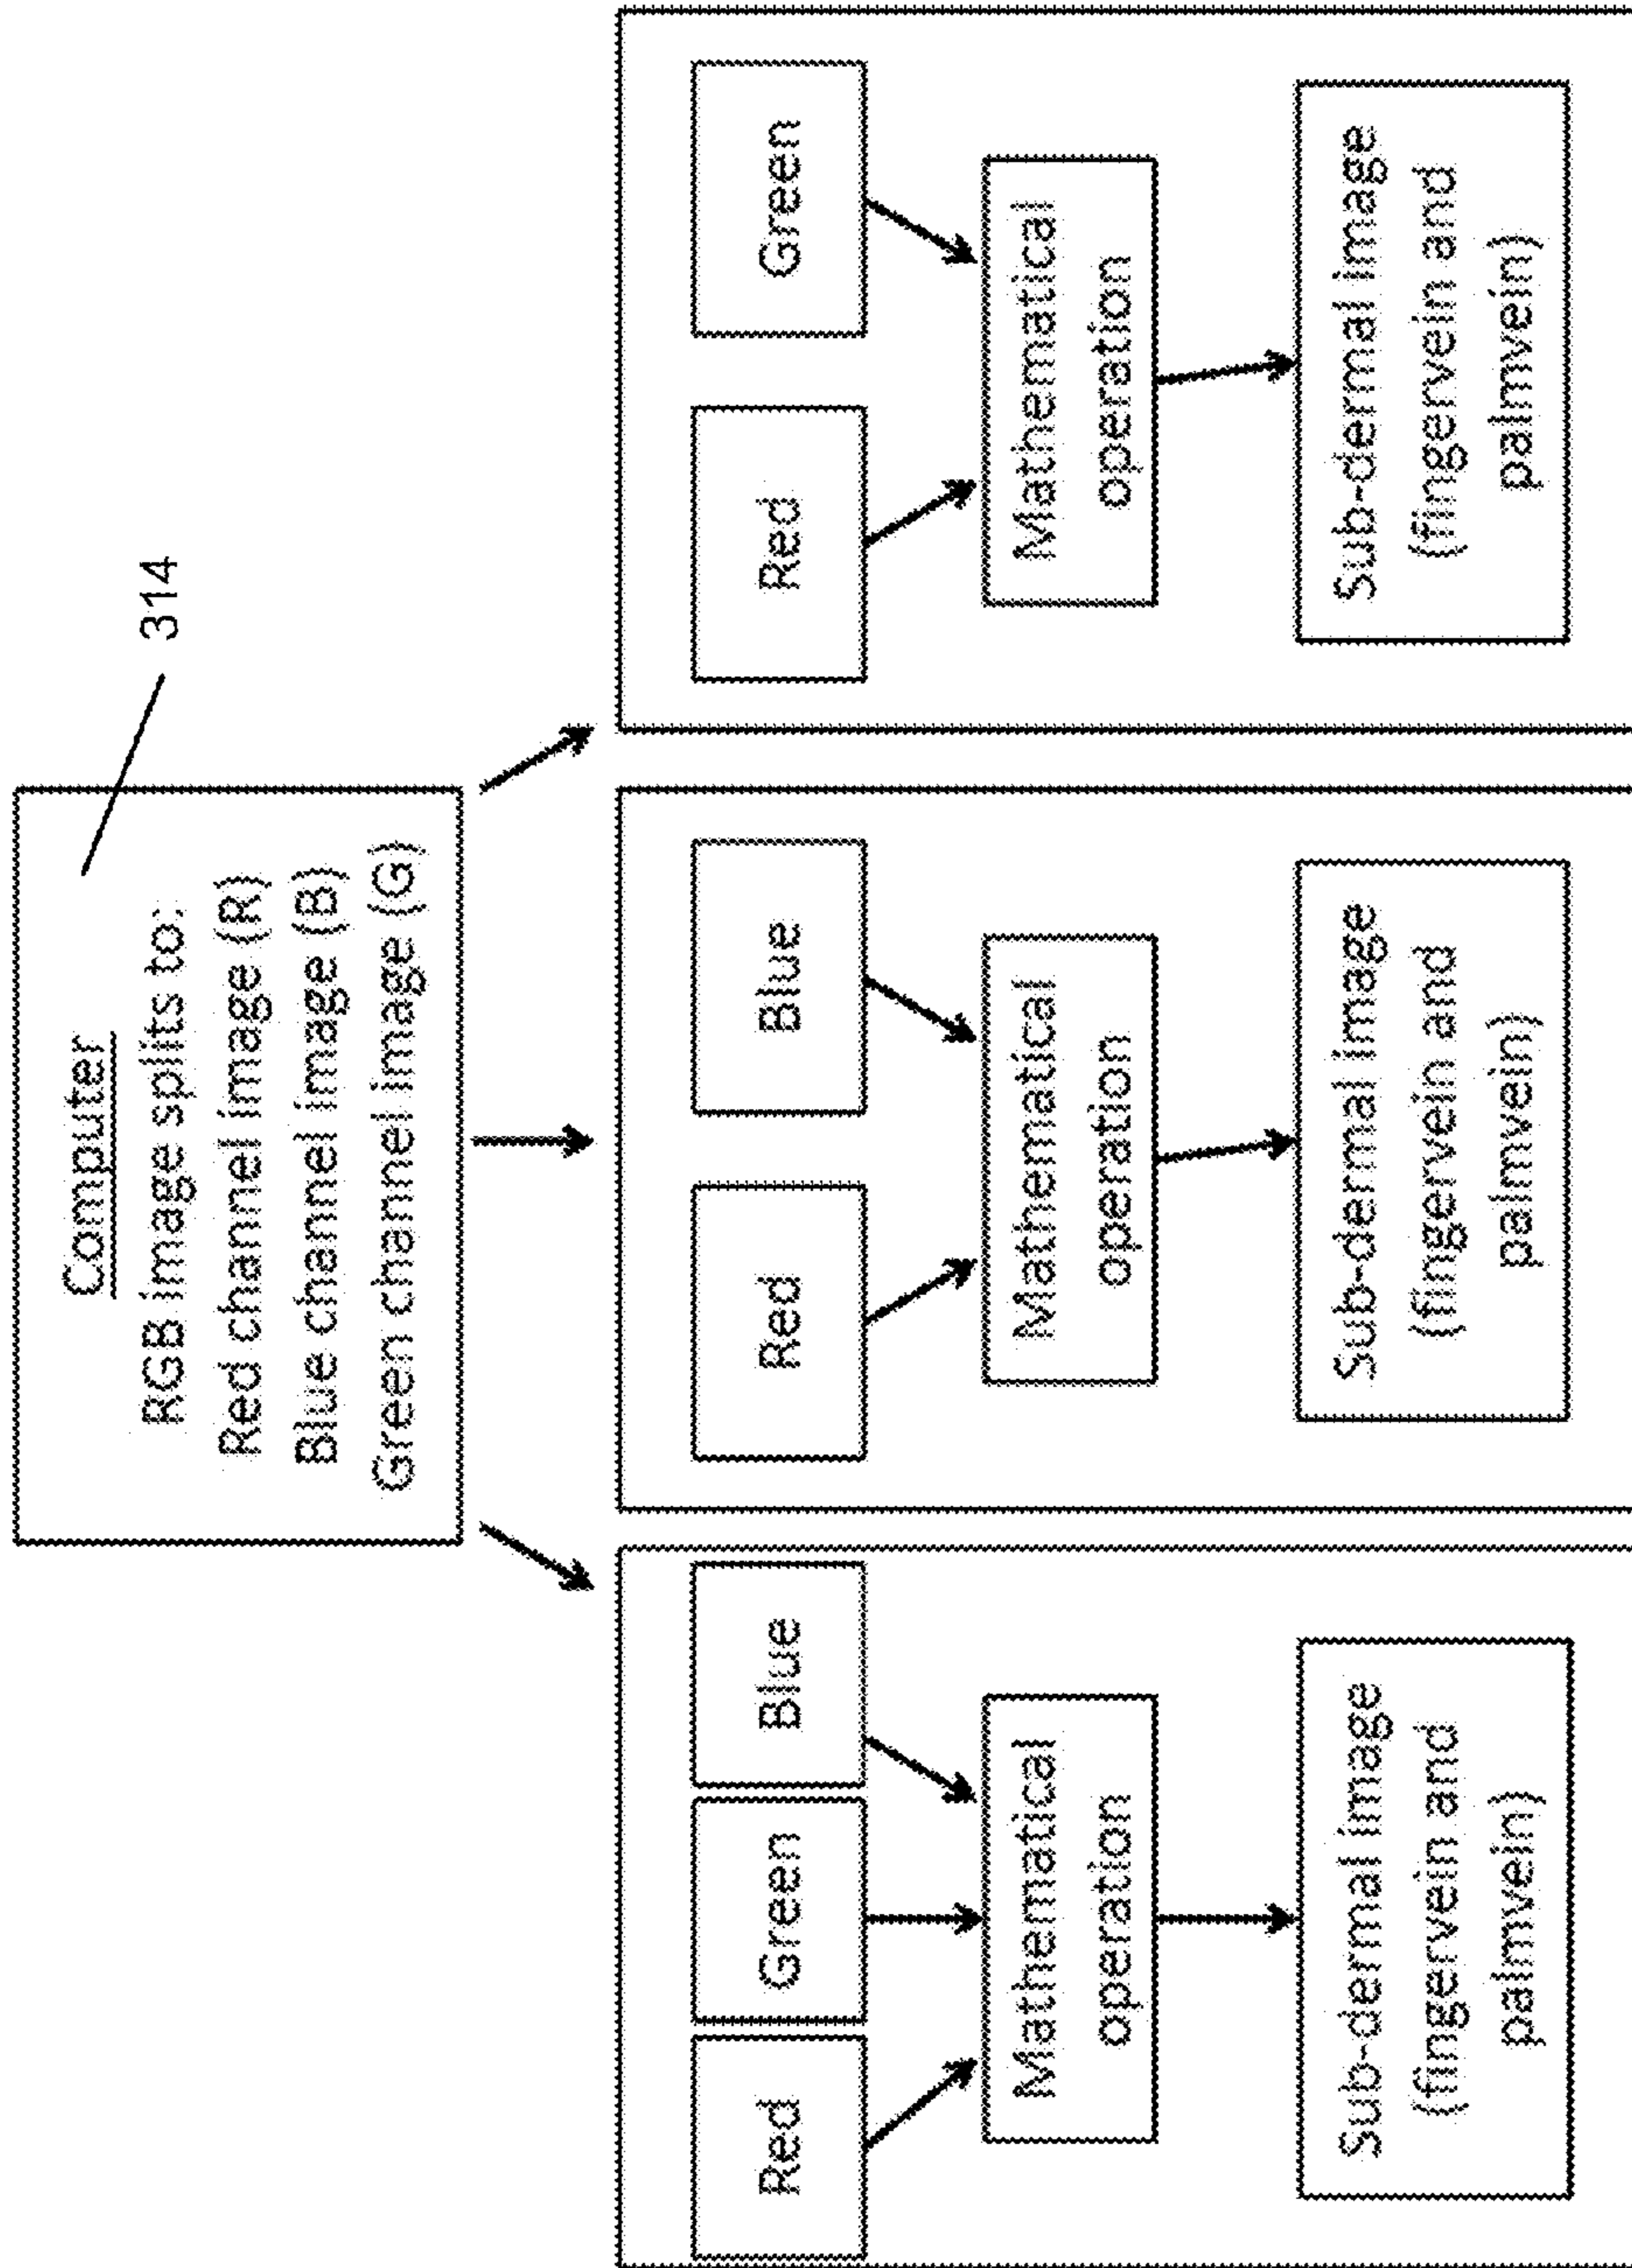 314
Computer
RGB image splits to:
Red channel image (R)
Blue channel image (B)
Green channel image (G)
Red
Green
Blue
Mathematical
operation
Sub-dermal image
(fingervein and
palmvein)
Red
Blue
Mathematical
operation
Sub-dermal image
(fingervein and
palmvein)
Red
Green
Mathematical
operation
Sub-dermal image
(fingervein and
palmvein)